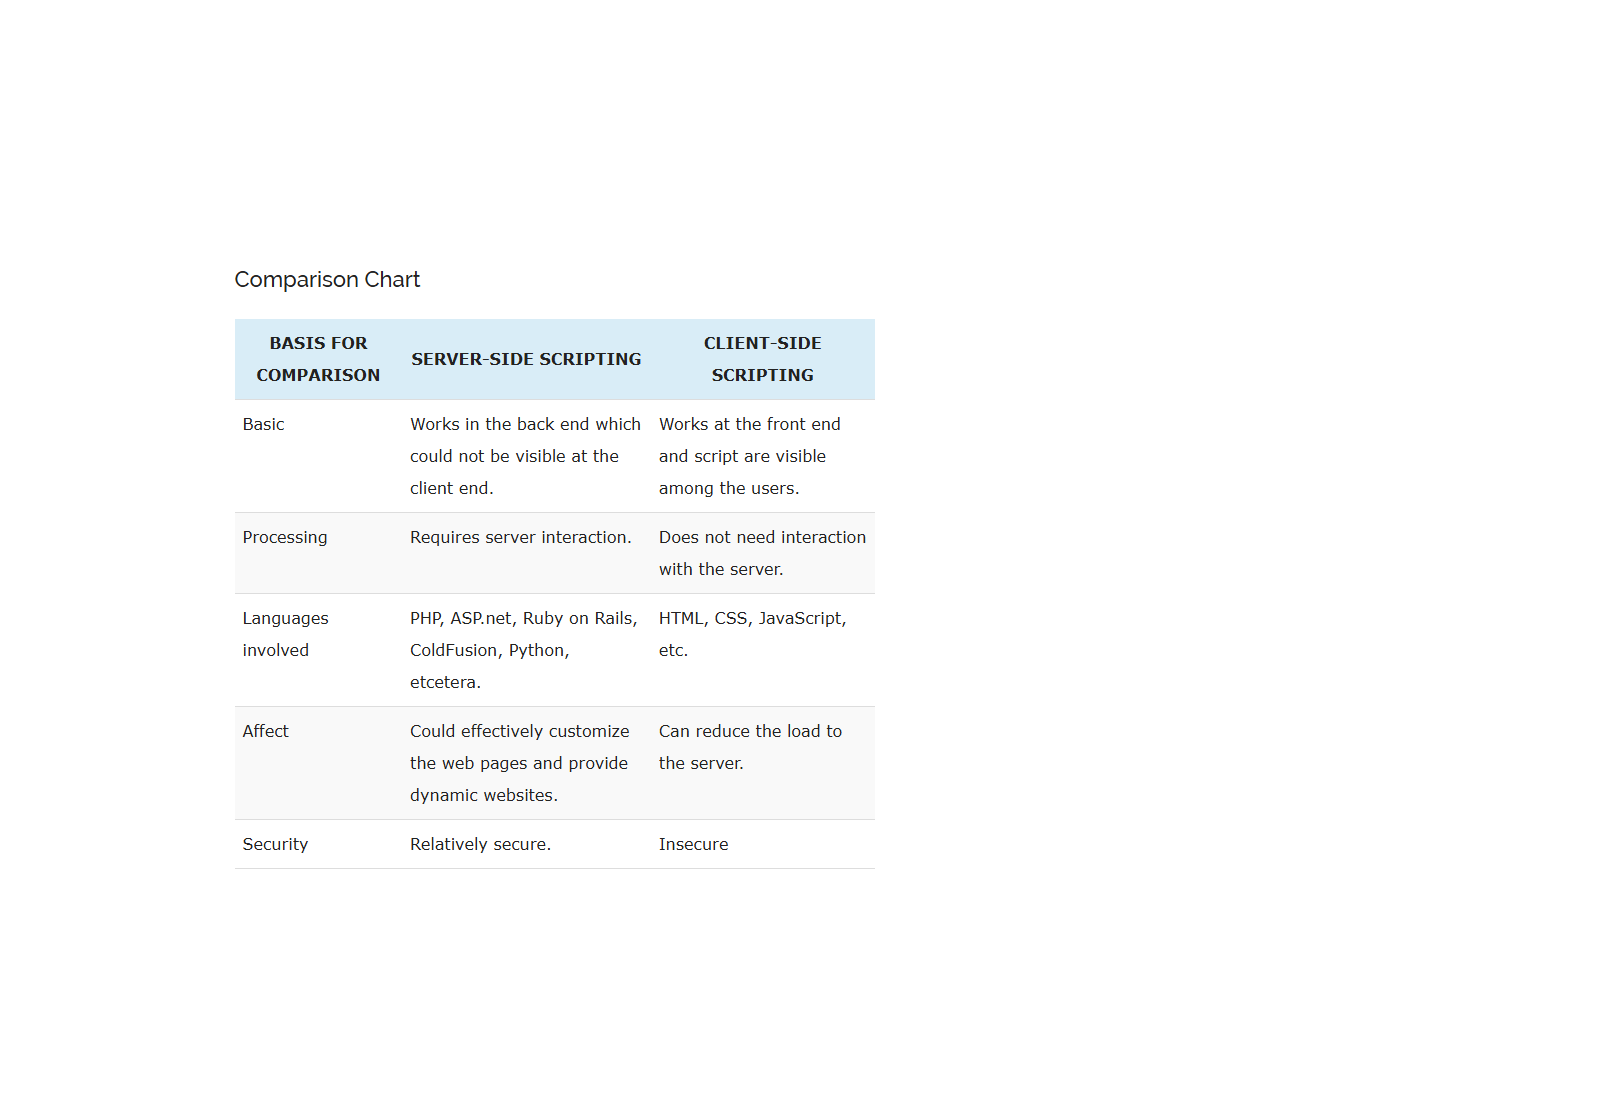 Comparison Chart
BASIS FOR
COMPARISON
SERVER-SIDE SCRIPTING
CLIENT-SIDE
SCRIPTING
Basic
Works in the back end which
could not be visible at the
client end.
Works at the front end
and script are visible
among the users.
Processing
Requires server interaction.
Does not need interaction
with the server.
Languages
involved
PHP, ASP.net, Ruby on Rails,
ColdFusion, Python,
etcetera.
HTML, CSS, JavaScript,
etc.
Affect
Could effectively customize
the web pages and provide
dynamic websites.
Can reduce the load to
the server.
Security
Relatively secure.
Insecure